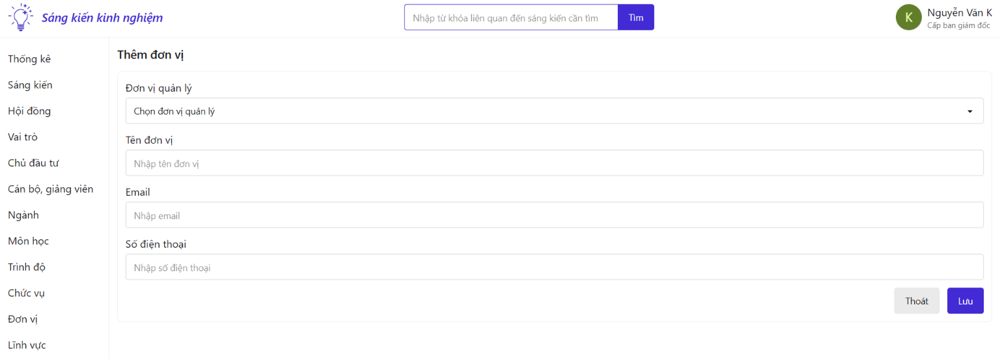 Sáng kiến kinh nghiệm
Nhập từ khóa liên quan đến sáng kiến cần tìm
Tìm
K
Nguyễn Văn K
Cấp ban giám đốc
Thống kê
Sáng kiến
Hội đồng
Vai trò
Chủ đầu tư
Cán bộ, giảng viên
Ngành
Môn học
Trình độ
Chức vụ
Đơn vị
Lĩnh vực
Thêm đơn vị
Đơn vị quản lý
Chọn đơn vị quản lý
Tên đơn vị
Nhập tên đơn vị
Email
Nhập email
Số điện thoại
Nhập số điện thoại
Thoát
Lưu